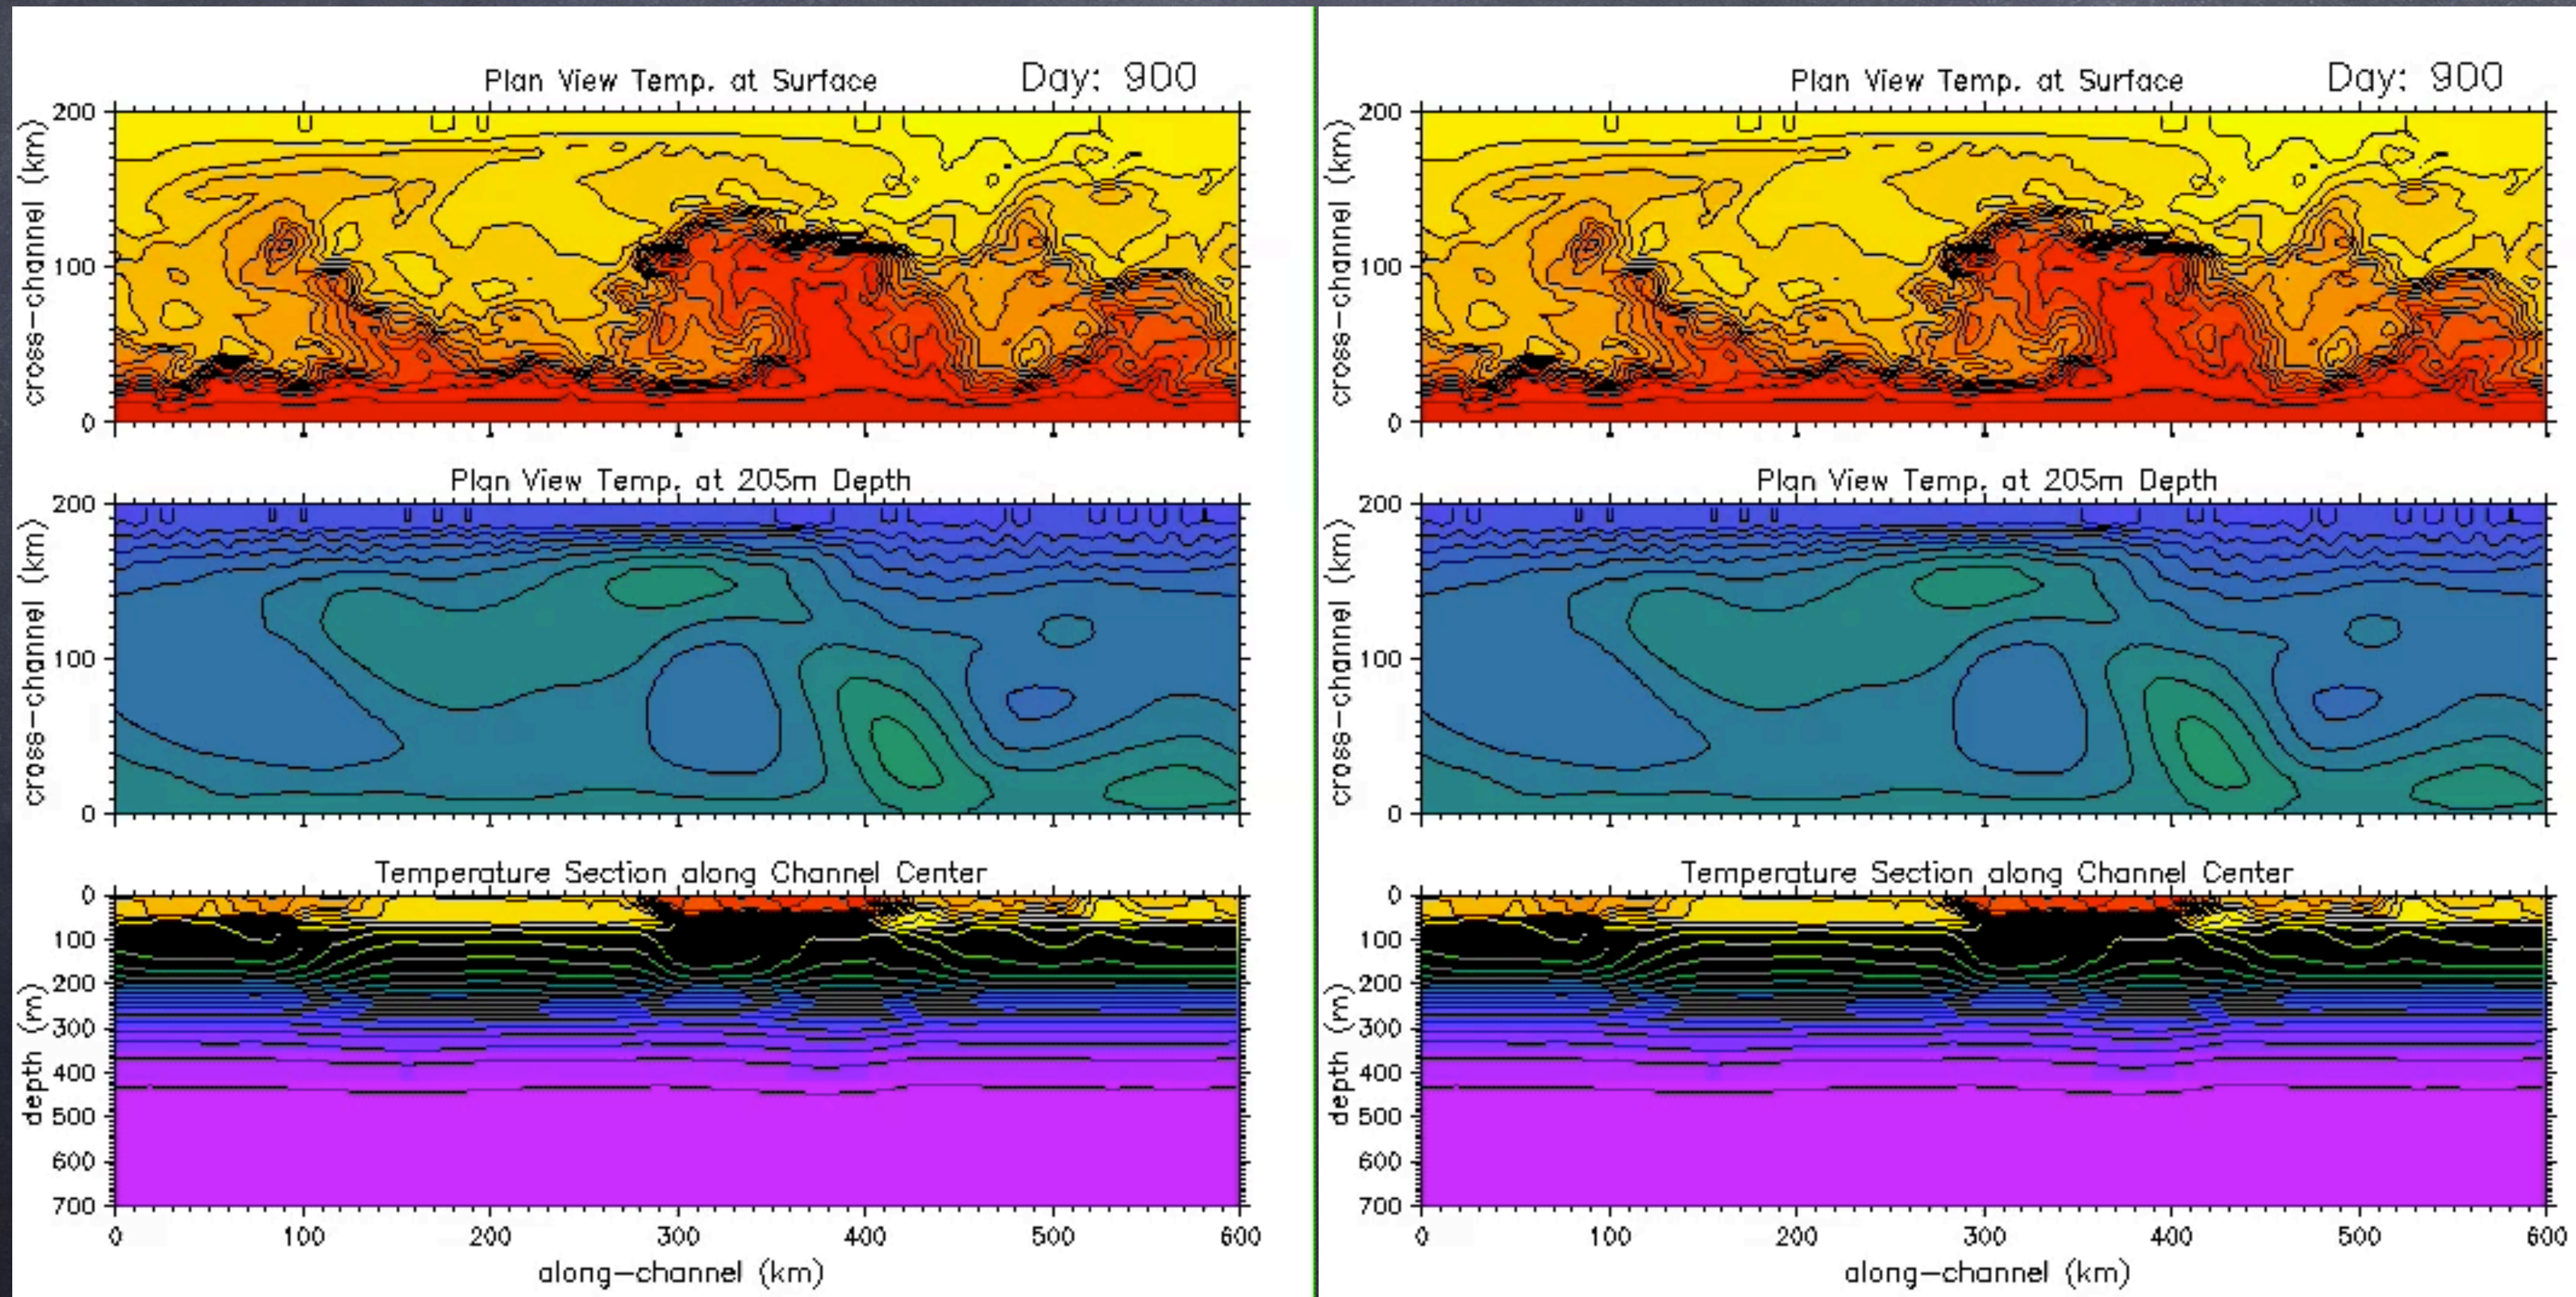 Plan View Temp. at Surface
Day: 900
200
100
0
cross-channel (km)
Plan View Temp. at 205m Depth
200
100
0
cross-channel (km)
Temperature Section along Channel Center
0
100
200
300
400
500
600
700
depth (m)
0 100 200 300 400 500 600
along-channel (km)
Plan View Temp. at Surface
Day: 900
200
100
0
cross-channel (km)
Plan View Temp. at 205m Depth
200
100
0
cross-channel (km)
Temperature Section along Channel Center
0
100
200
300
400
500
600
700
depth (m)
0 100 200 300 400 500 600
along-channel (km)